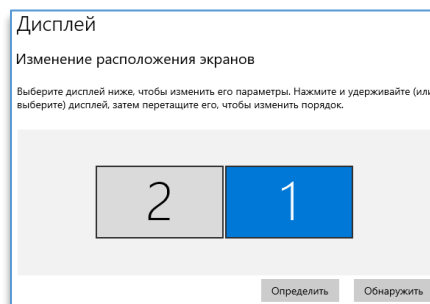 Дисплей
Изменение расположения экранов
Выберите дисплей ниже, чтобы изменить его параметры. Нажмите и удерживайте (или
выберите) дисплей, затем перетащите его, чтобы изменить порядок.
2 1
Определить Обнаружить